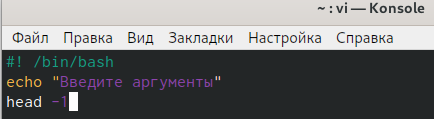 ~ : vi — Konsole
Файл Правка Вид Закладки Настройка Справка
#! /bin/bash
echo "Введите аргументы"
head -1